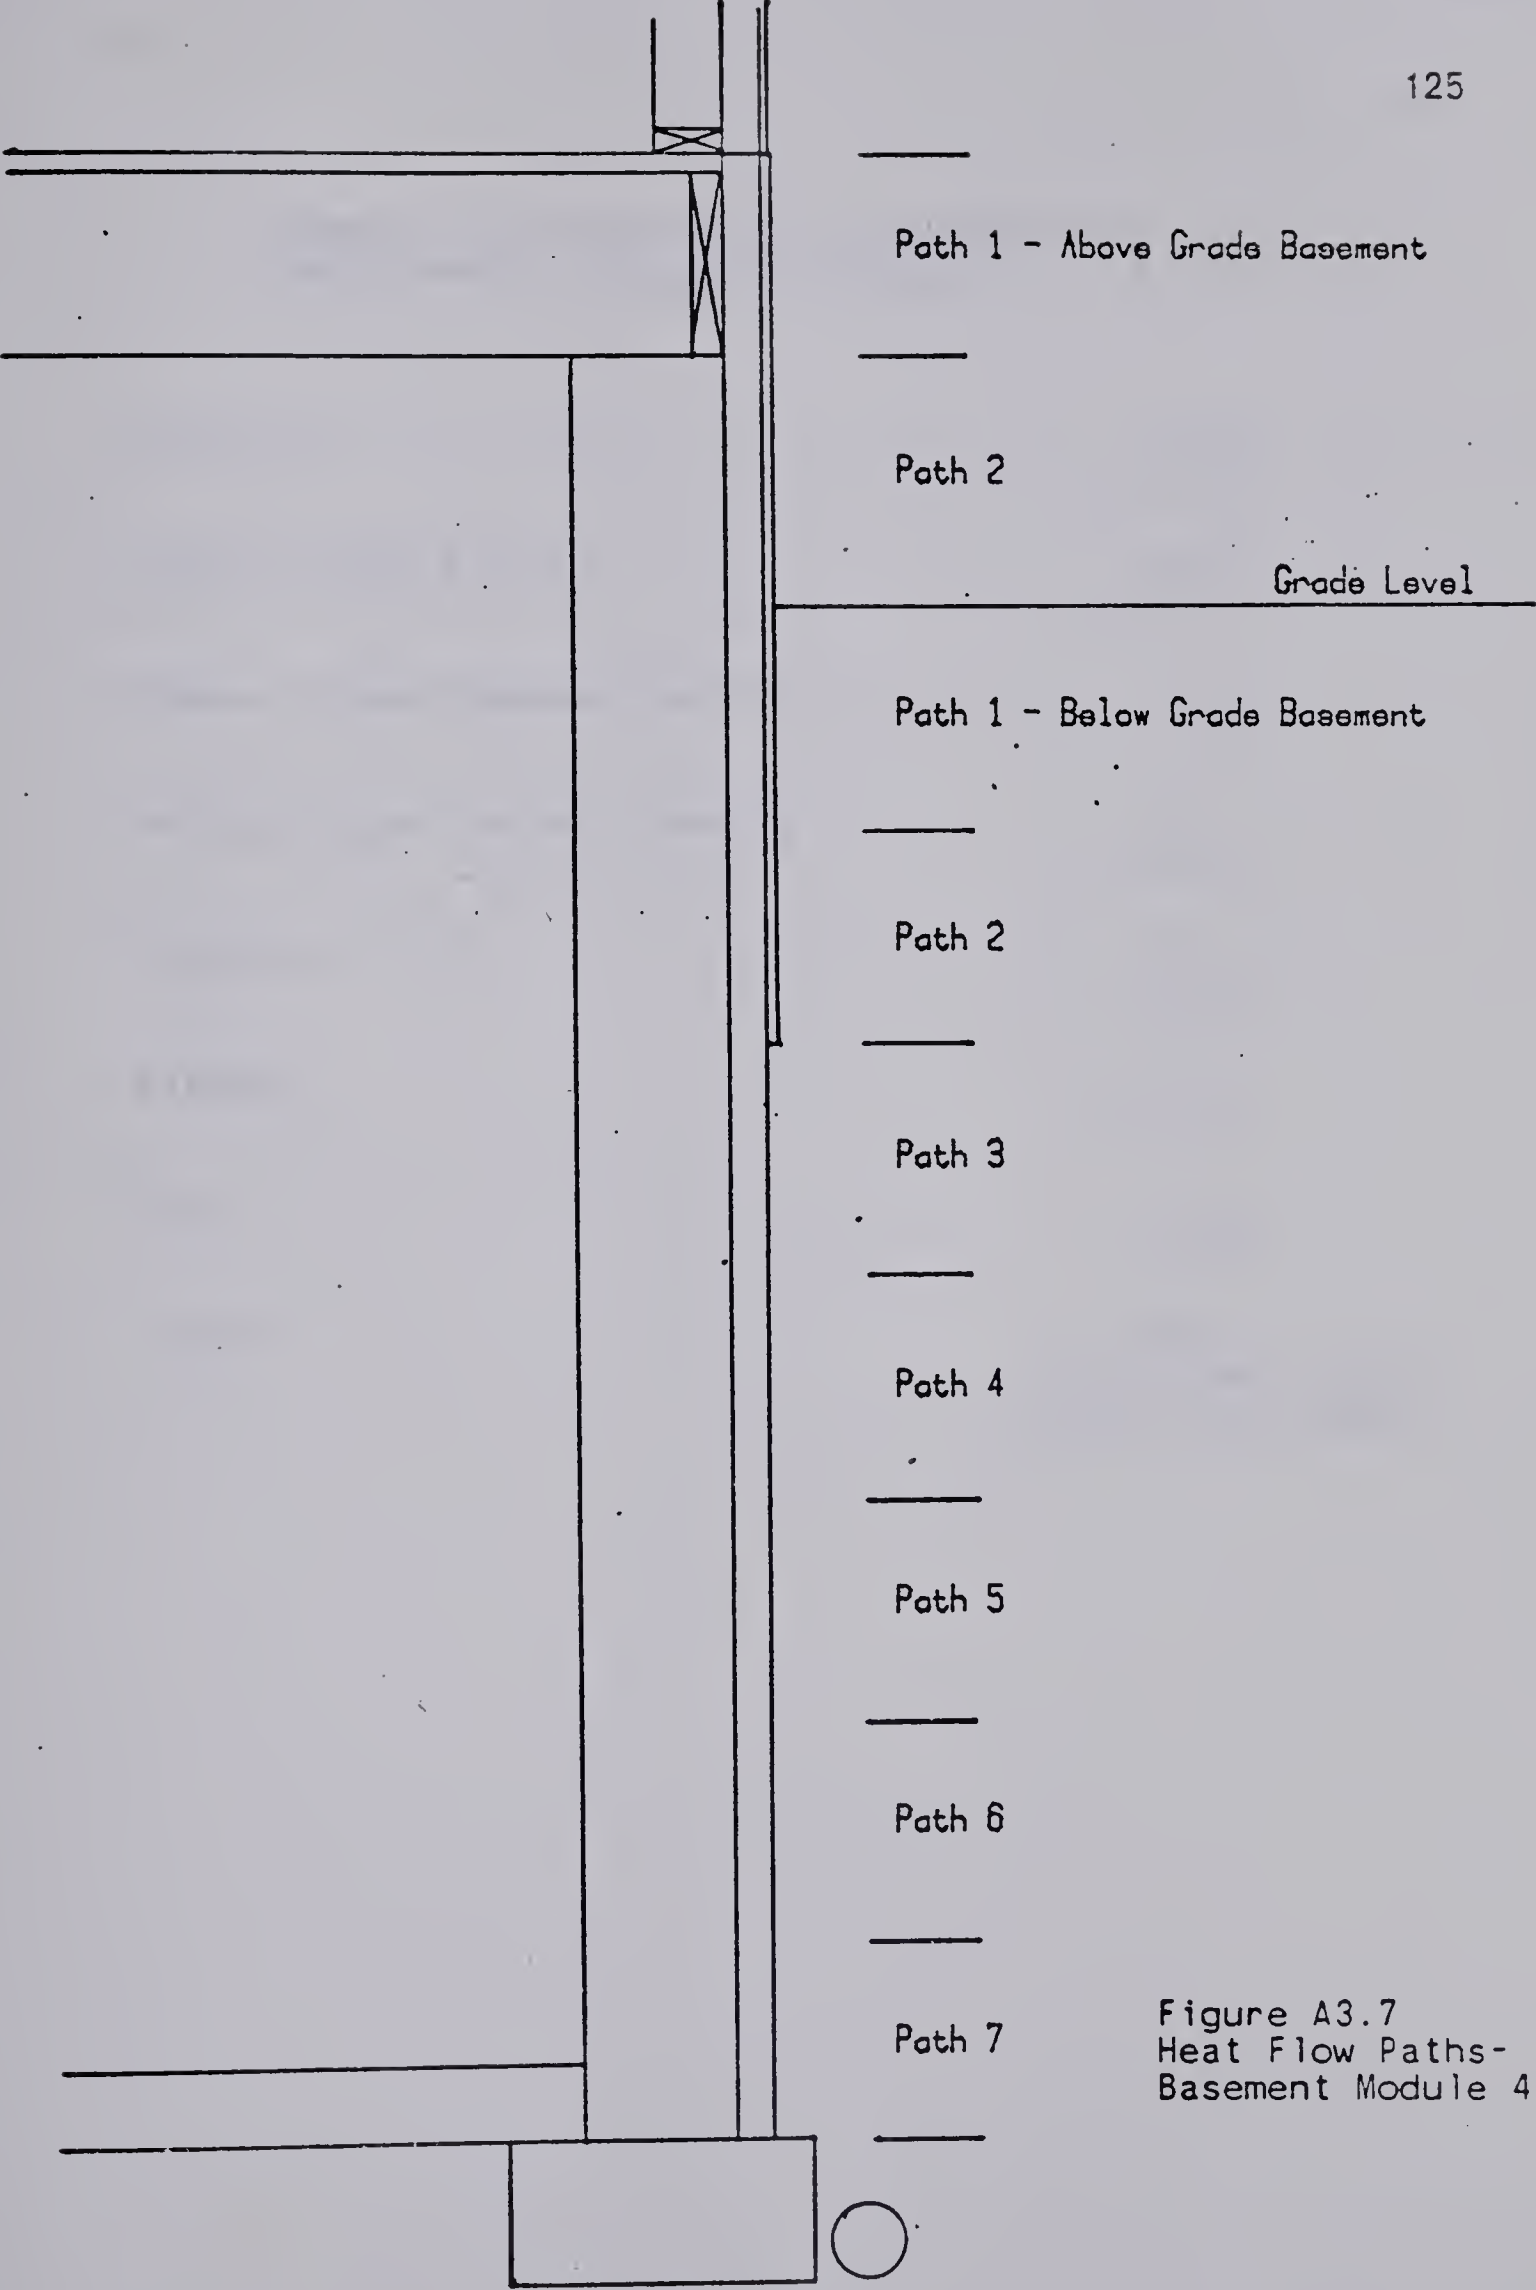 125
Path 1 - Above Grade Basement
Path 2
Grade Level
Path 1 - Below Grade Basement
Path 2
Path 3
Path 4
Path 5
Path 6
Path 7
Figure A3.7
Heat Flow Paths-
Basement Module 4